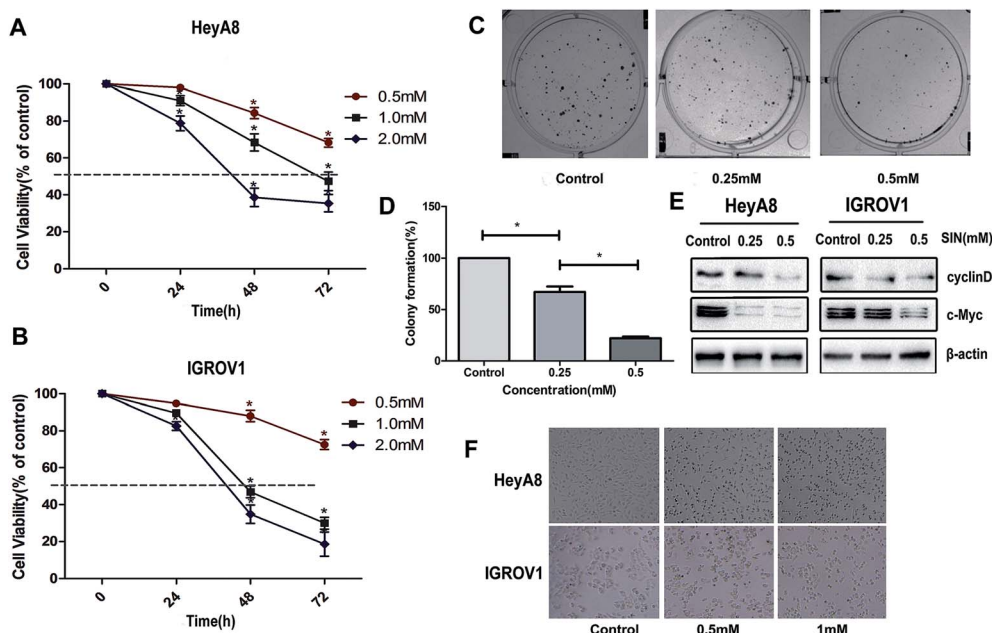 A
HeyA8
Cell Viability(% of control)
100
80
60
40
20
0
0
24
48
72
Time(h)
0.5mM
1.0mM
2.0mM
*
*
*
*
*
*
*
*
B
IGROV1
Cell Viability(% of control)
100
80
60
40
20
0
0
24
48
72
Time(h)
0.5mM
1.0mM
2.0mM
*
*
*
*
*
*
*
C
Control
0.25mM
0.5mM
D
Colony formation(%)
150
100
50
0
*
*
Control
0.25
0.5
Concentration(mM)
E
HeyA8
IGROV1
Control 0.25 0.5
Control 0.25 0.5 SIN(mM)
cyclinD
c-Myc
β-actin
F
HeyA8
IGROV1
Control
0.5mM
1mM